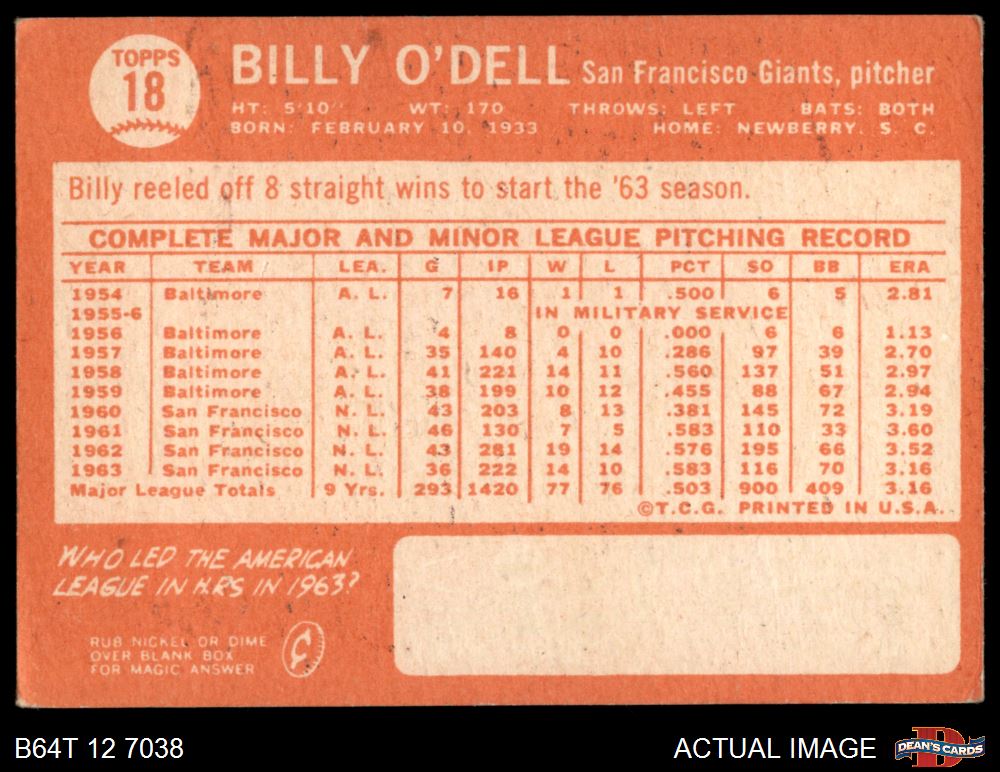 TOPPS
18
BILLY O'DELL San Francisco Giants, pitcher
HT: 5'10" WT: 170 THROWS: LEFT BATS: BOTH
BORN: FEBRUARY 10, 1933 HOME: NEWBERRY, S. C.
Billy reeled off 8 straight wins to start the '63 season.
COMPLETE MAJOR AND MINOR LEAGUE PITCHING RECORD
YEAR TEAM LEA. G IP W L PCT SO BB ERA
1954 Baltimore A. L. 7 16 1 1 .500 6 5 2.81
1955-6 IN MILITARY SERVICE
1956 Baltimore A. L. 4 8 0 0 .000 6 6 1.13
1957 Baltimore A. L. 35 140 4 10 .286 97 39 2.70
1958 Baltimore A. L. 41 221 14 11 .560 137 51 2.97
1959 Baltimore A. L. 38 199 10 12 .455 88 67 2.94
1960 San Francisco N. L. 43 203 8 13 .381 145 72 3.19
1961 San Francisco N. L. 46 130 7 5 .583 110 33 3.60
1962 San Francisco N. L. 43 281 19 14 .576 195 66 3.52
1963 San Francisco N. L. 36 222 14 10 .583 116 70 3.16
Major League Totals 9 Yrs. 293 1420 77 76 .503 900 409 3.16
©T.C.G. PRINTED IN U.S.A.
WHO LED THE AMERICAN
LEAGUE IN H.R'S IN 1963?
RUB NICKEL OR DIME
OVER BLANK BOX
FOR MAGIC ANSWER
B64T 12 7038 ACTUAL IMAGE DEAN'S CARDS